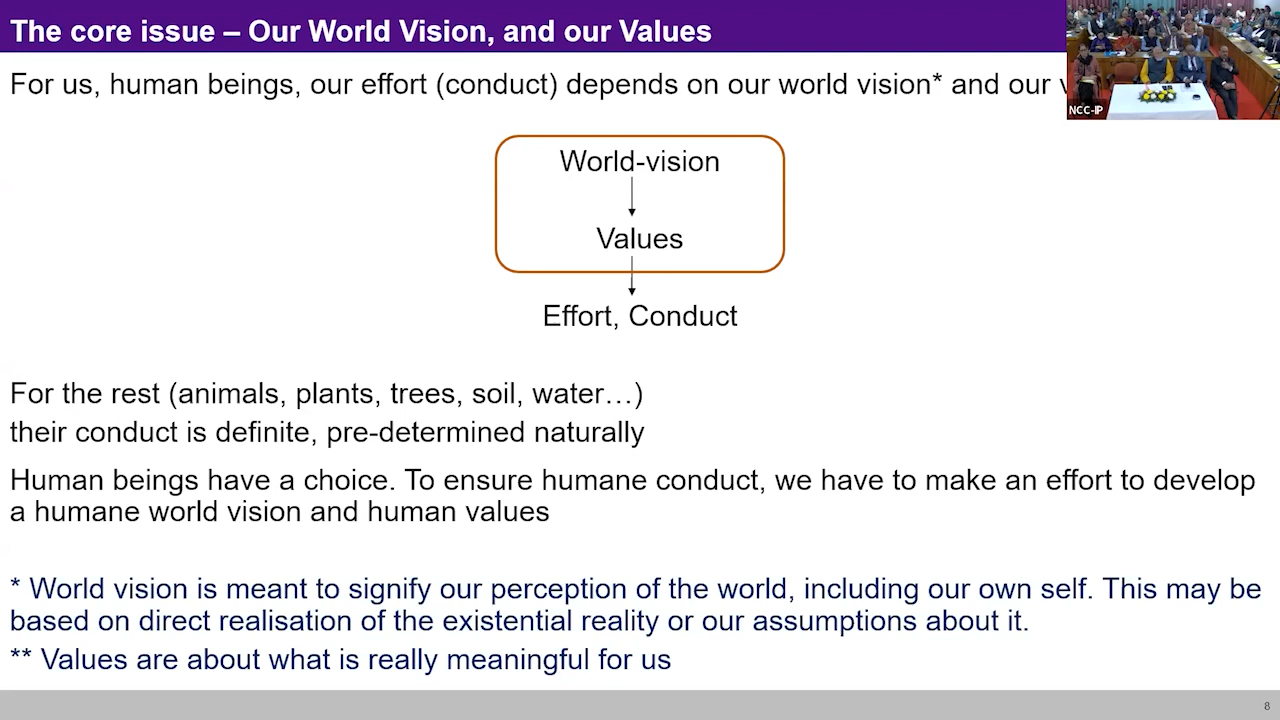 The core issue – Our World Vision, and our Values
For us, human beings, our effort (conduct) depends on our world vision* and our
NCC-IP
World-vision
Values
Effort, Conduct
For the rest (animals, plants, trees, soil, water…)
their conduct is definite, pre-determined naturally
Human beings have a choice. To ensure humane conduct, we have to make an effort to develop
a humane world vision and human values
* World vision is meant to signify our perception of the world, including our own self. This may be
based on direct realisation of the existential reality or our assumptions about it.
** Values are about what is really meaningful for us
8